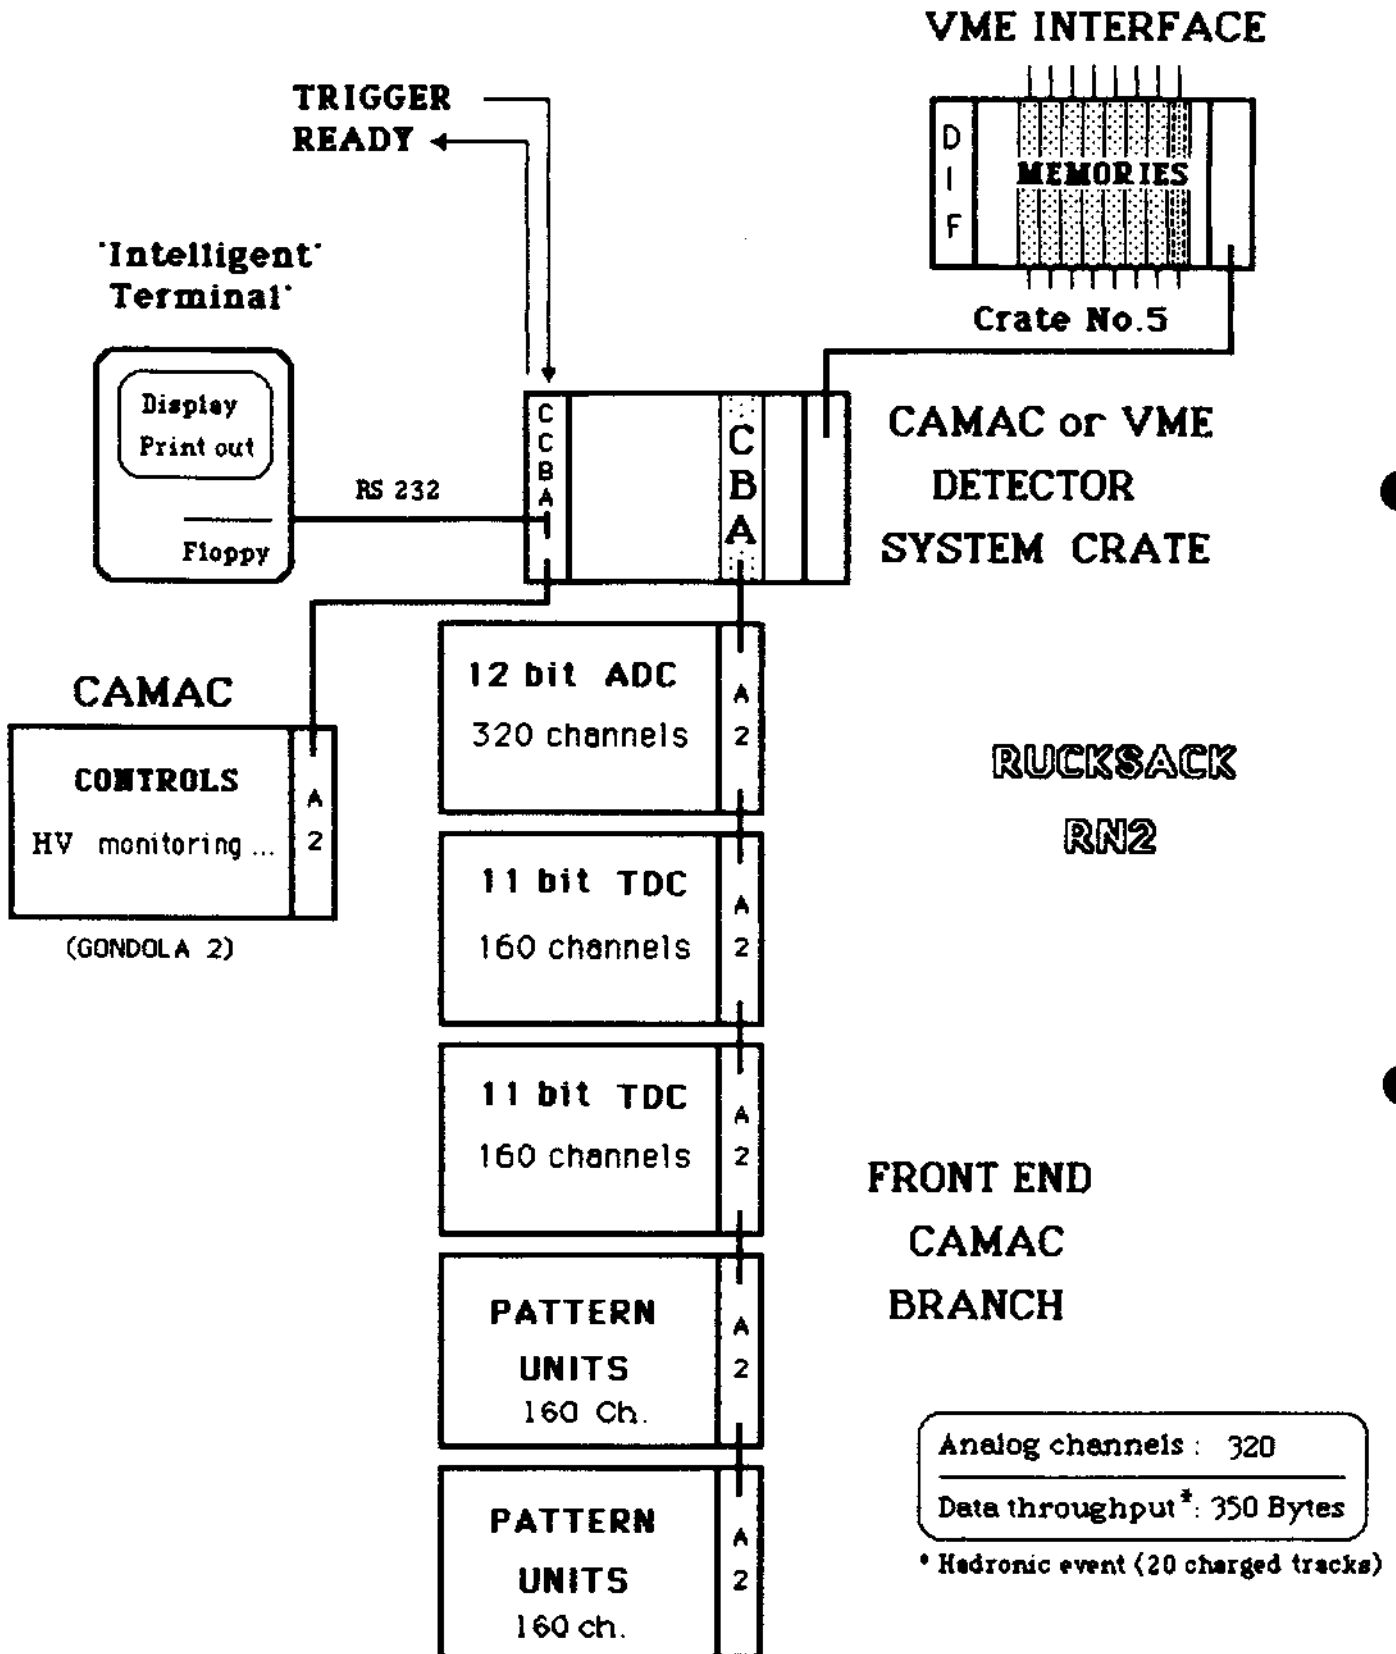 VME INTERFACE
TRIGGER
READY
D
I
F
MEMORIES
Crate No.5
'Intelligent'
Terminal'
Display
Print out
Floppy
RS 232
C
C
B
A
C
B
A
CAMAC or VME
DETECTOR
SYSTEM CRATE
CAMAC
CONTROLS
HV monitoring ...
A
2
(GONDOLA 2)
12 bit ADC
320 channels
A
2
RUCKSACK
RN2
11 bit TDC
160 channels
A
2
11 bit TDC
160 channels
A
2
FRONT END
CAMAC
BRANCH
PATTERN
UNITS
160 Ch.
A
2
PATTERN
UNITS
160 ch.
A
2
Analog channels : 320
Data throughput*: 350 Bytes
* Hadronic event (20 charged tracks)